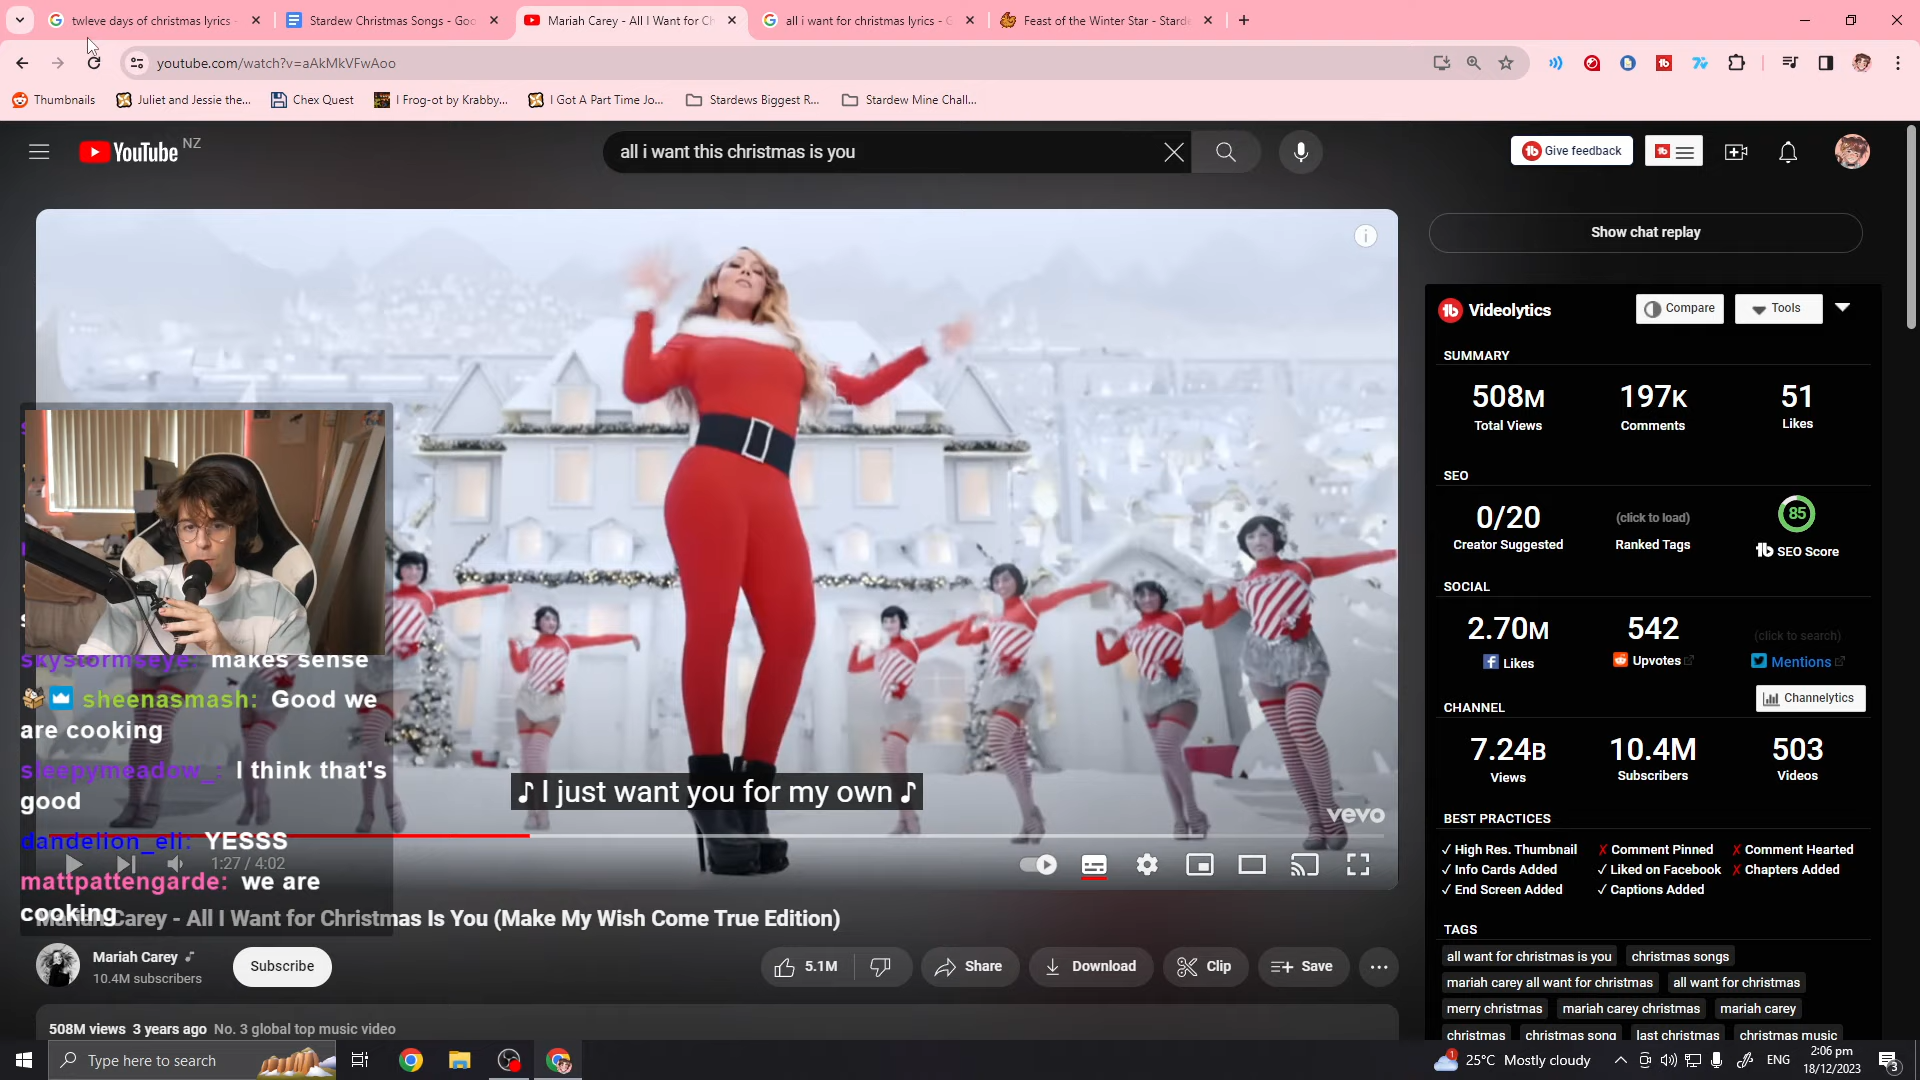 twleve days of christmas lyrics -
Stardew Christmas Songs - Goo
Mariah Carey - All I Want for Ch
all i want for christmas lyrics - G
Feast of the Winter Star - Starde
youtube.com/watch?v=aAkMkVFwAoo
Thumbnails
Juliet and Jessie the...
Chex Quest
I Frog-ot by Krabby...
I Got A Part Time Jo...
Stardews Biggest R...
Stardew Mine Chall...
YouTube NZ
all i want this christmas is you
Give feedback
Show chat replay
Videolytics
Compare
Tools
SUMMARY
508M 197K 51
Total Views Comments Likes
SEO
0/20 (click to load) 85
Creator Suggested Ranked Tags SEO Score
SOCIAL
2.70M 542 (click to search)
Likes Upvotes Mentions
CHANNEL
Channelytics
7.24B 10.4M 503
Views Subscribers Videos
BEST PRACTICES
✓ High Res. Thumbnail ✗ Comment Pinned ✗ Comment Hearted
✓ Info Cards Added ✓ Liked on Facebook ✗ Chapters Added
✓ End Screen Added ✓ Captions Added
TAGS
all want for christmas is you christmas songs
mariah carey all want for christmas all want for christmas
merry christmas mariah carey christmas mariah carey
christmas christmas song last christmas christmas music
skystormseye: makes sense
sheenasmash: Good we
are cooking
sleepymeadow_: I think that's
good
dandelion_eli: YESSS
mattpattengarde: we are
cooking
♪ I just want you for my own ♪
vevo
1:27 / 4:02
Mariah Carey - All I Want for Christmas Is You (Make My Wish Come True Edition)
Mariah Carey
10.4M subscribers
Subscribe
5.1M
Share
Download
Clip
Save
508M views 3 years ago No. 3 global top music video
Type here to search
25°C Mostly cloudy
ENG
2:06 pm
18/12/2023
3